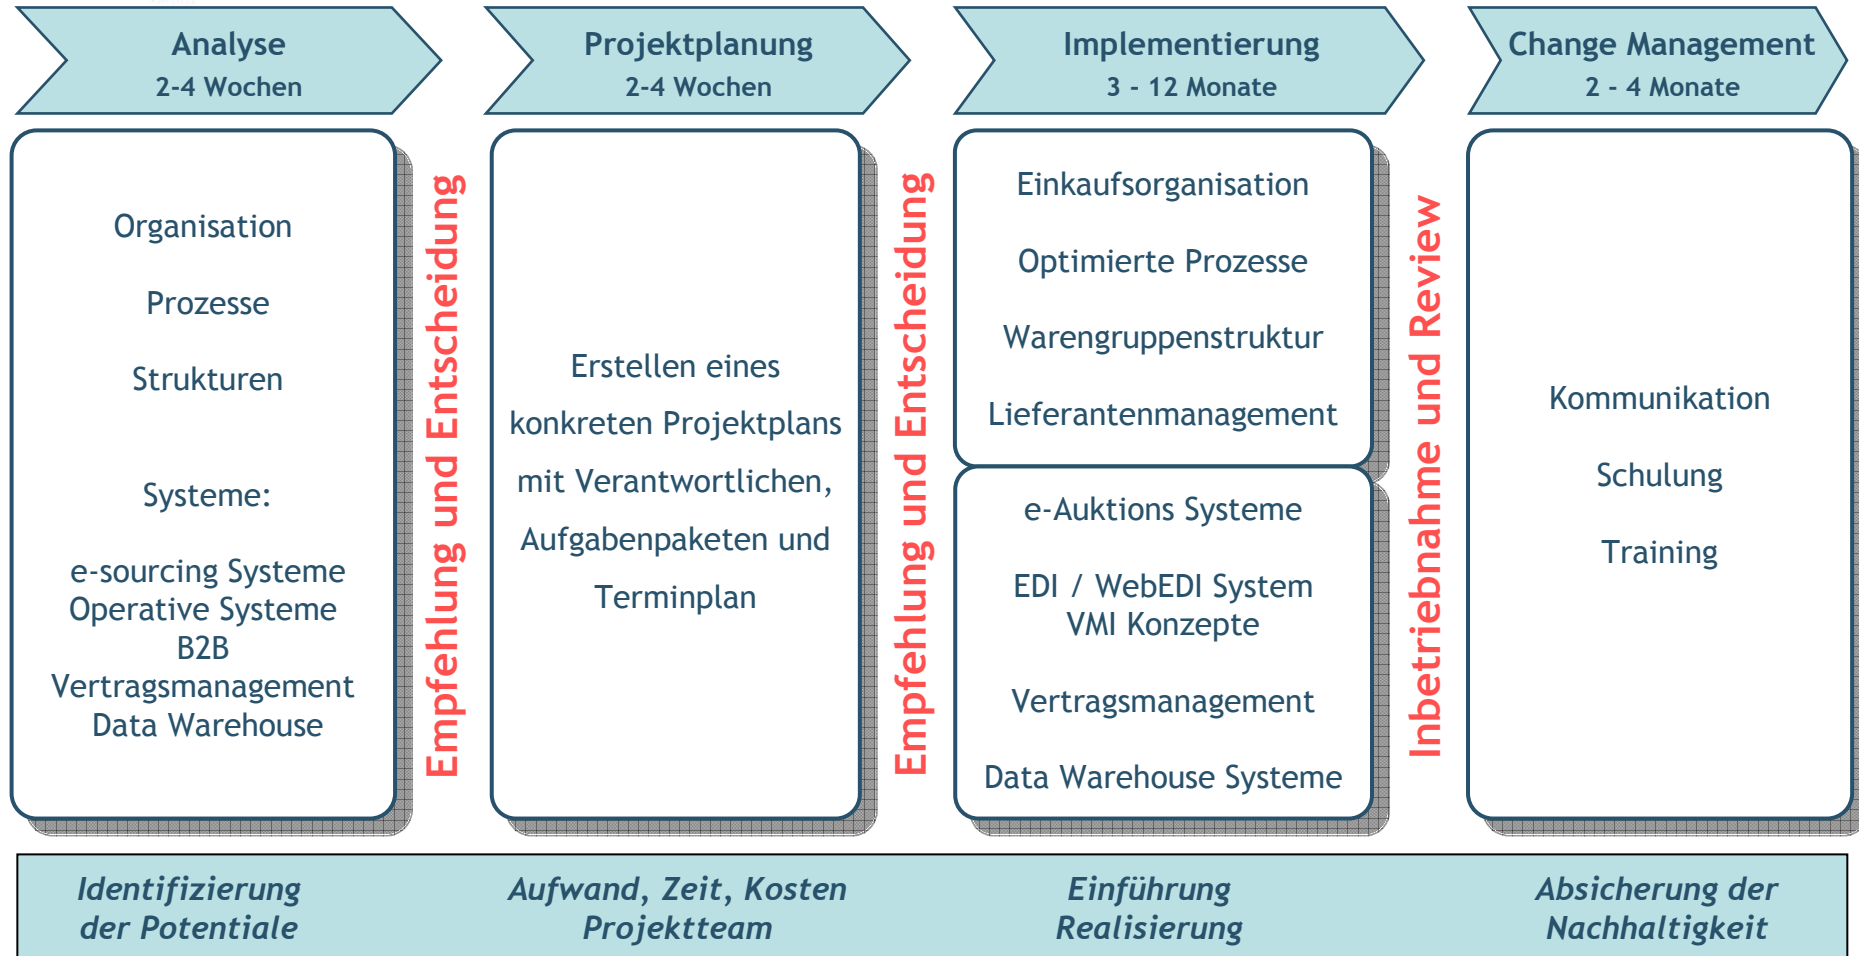 Analyse
2-4 Wochen
Projektplanung
2-4 Wochen
Implementierung
3 - 12 Monate
Change Management
2 - 4 Monate
Organisation
Prozesse
Strukturen
Systeme:
e-sourcing Systeme
Operative Systeme
B2B
Vertragsmanagement
Data Warehouse
Empfehlung und Entscheidung
Erstellen eines
konkreten Projektplans
mit Verantwortlichen,
Aufgabenpaketen und
Terminplan
Empfehlung und Entscheidung
Einkaufsorganisation
Optimierte Prozesse
Warengruppenstruktur
Lieferantenmanagement
e-Auktions Systeme
EDI / WebEDI System
VMI Konzepte
Vertragsmanagement
Data Warehouse Systeme
Inbetriebnahme und Review
Kommunikation
Schulung
Training
Identifizierung
der Potentiale
Aufwand, Zeit, Kosten
Projektteam
Einführung
Realisierung
Absicherung der
Nachhaltigkeit